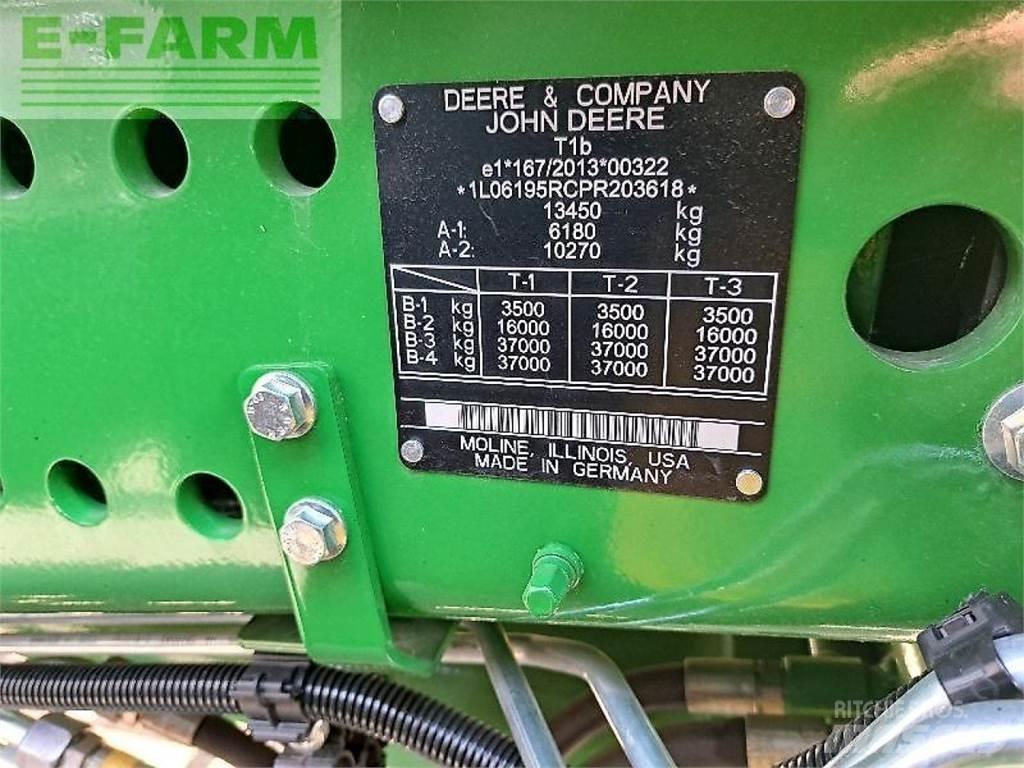 E-FARM
DEERE & COMPANY
JOHN DEERE
T1b
e1*167/2013*00322
*1L06195RCPR203618*
13450 kg
A-1: 6180 kg
A-2: 10270 kg
T-1 T-2 T-3
B-1 kg 3500 3500 3500
B-2 kg 16000 16000 16000
B-3 kg 37000 37000 37000
B-4 kg 37000 37000 37000
MOLINE, ILLINOIS, USA
MADE IN GERMANY
RITCHIE BROS.